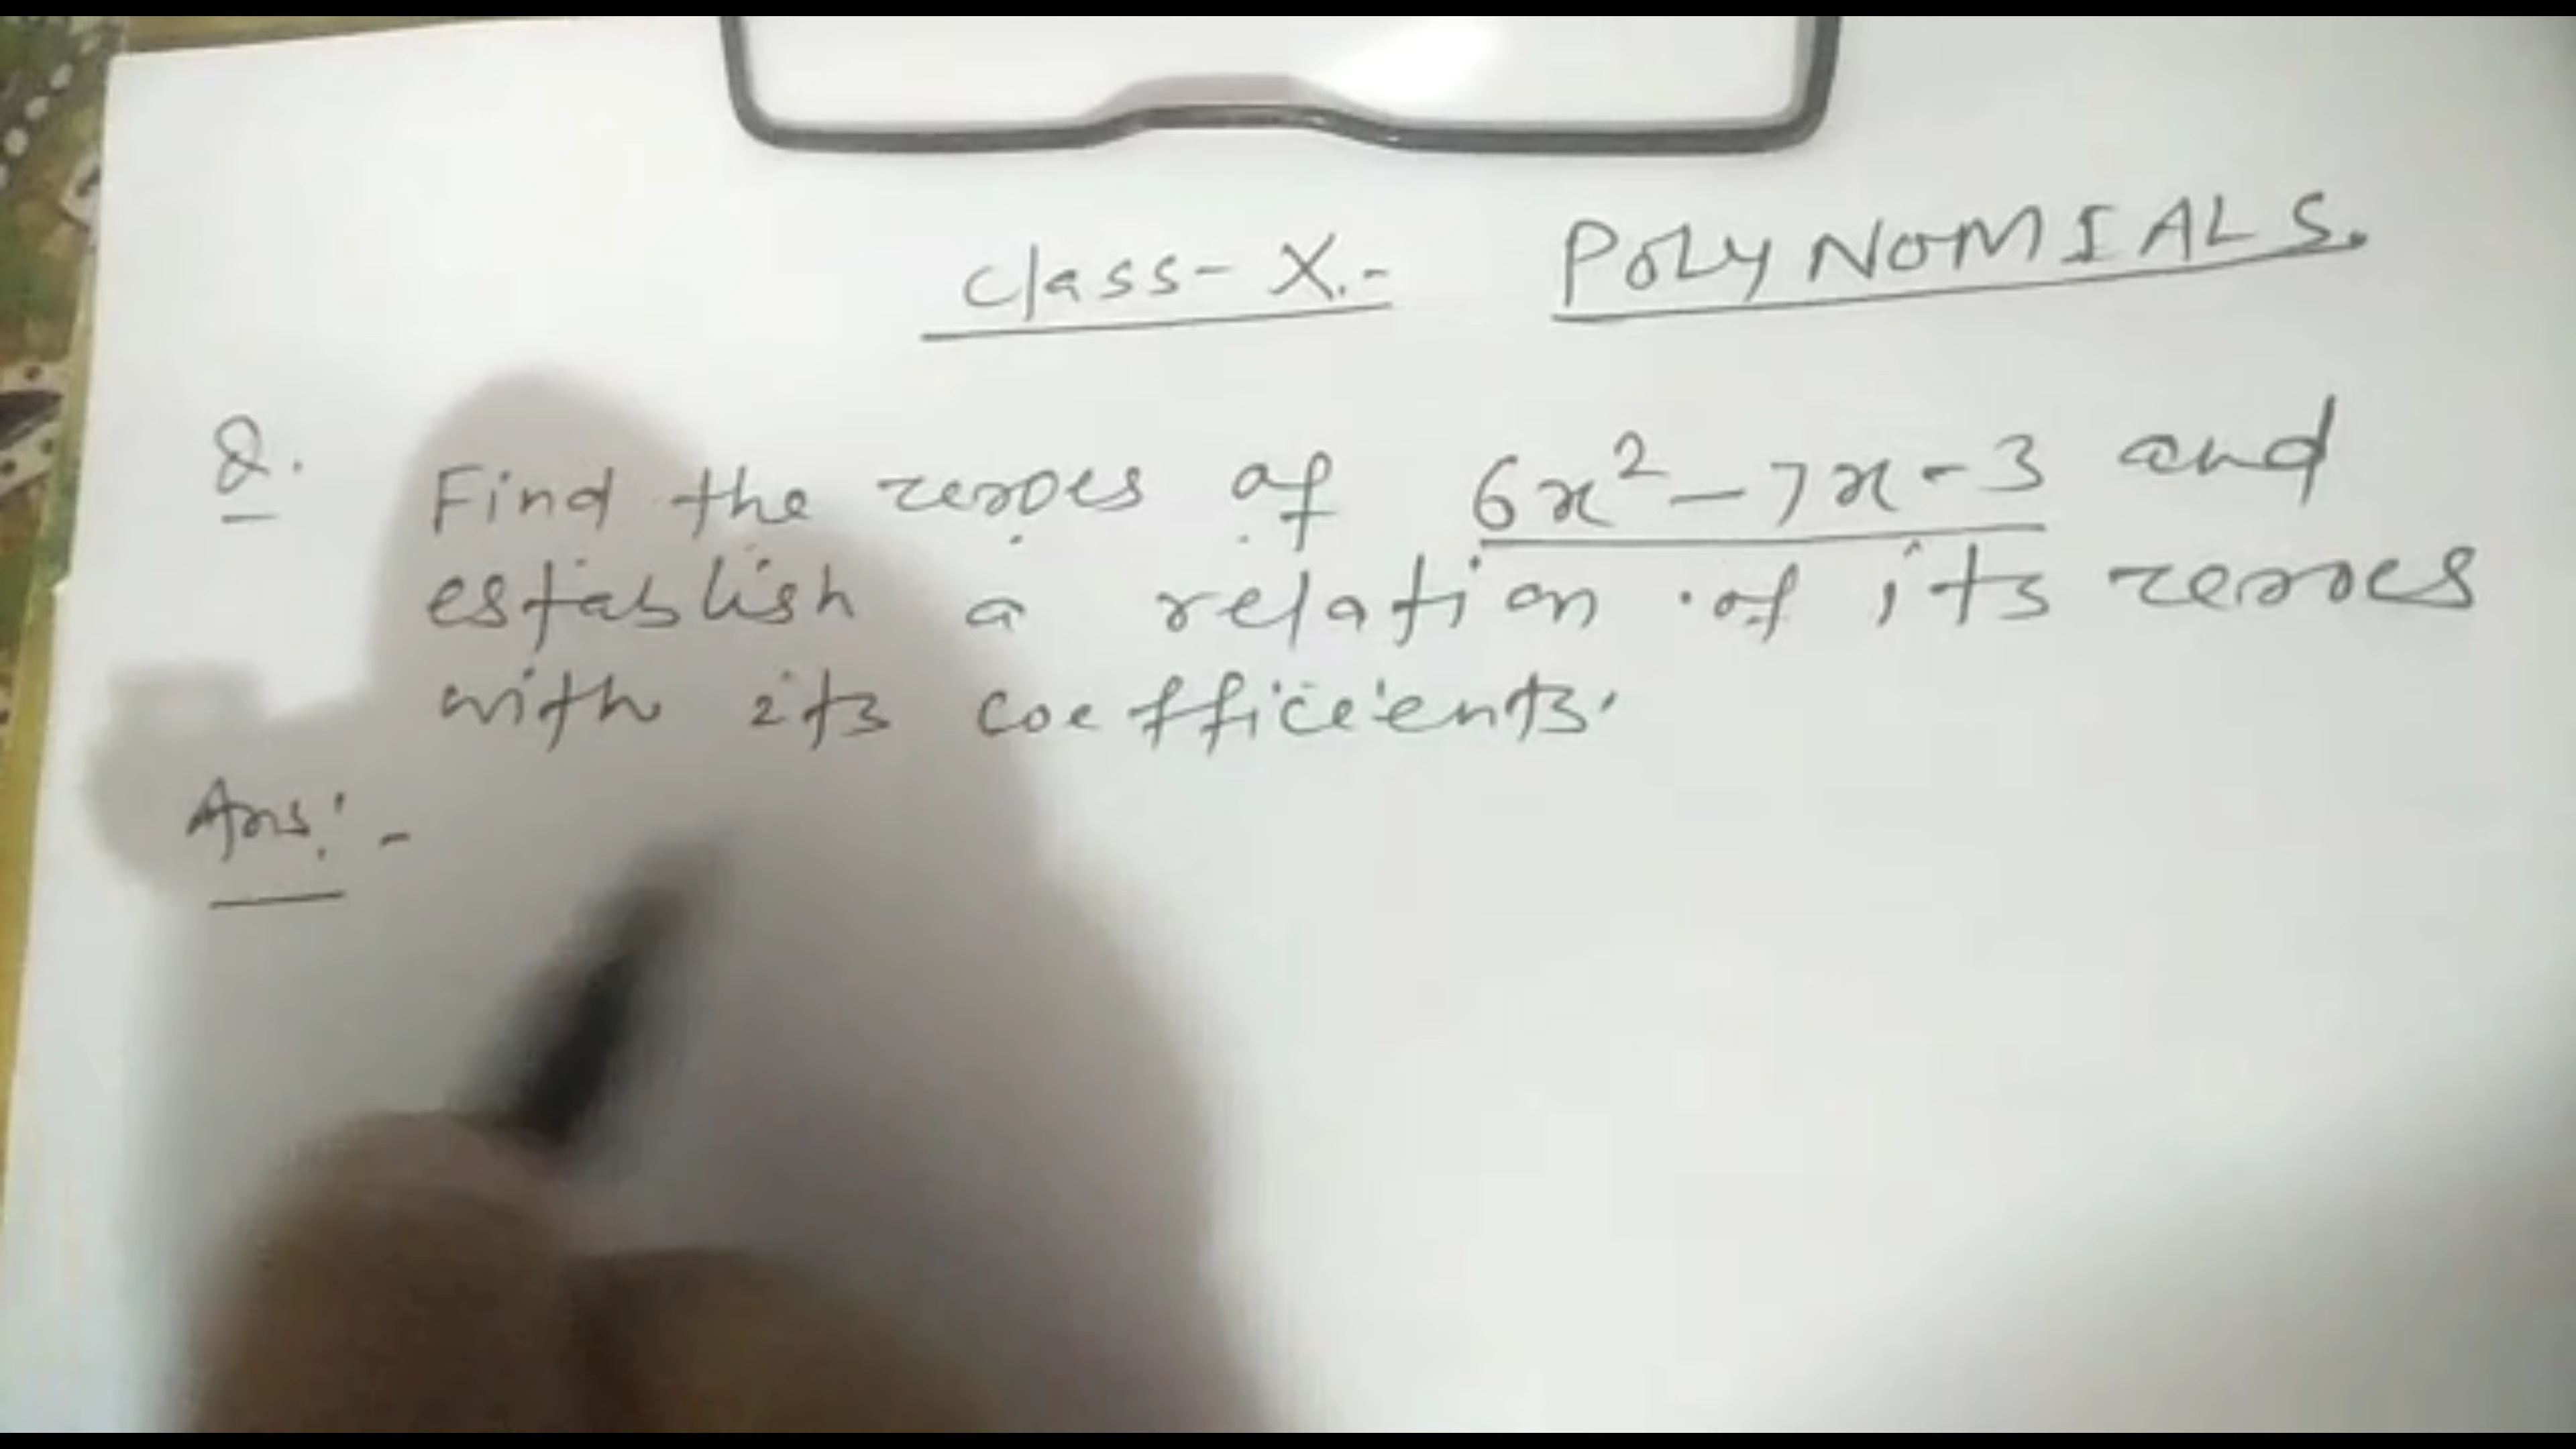 Class - X. - POLYNOMIALS.
Q. Find the zeroes of 6x² - 7x - 3 and
establish a relation of its zeroes
with its coefficients.
Ans: -